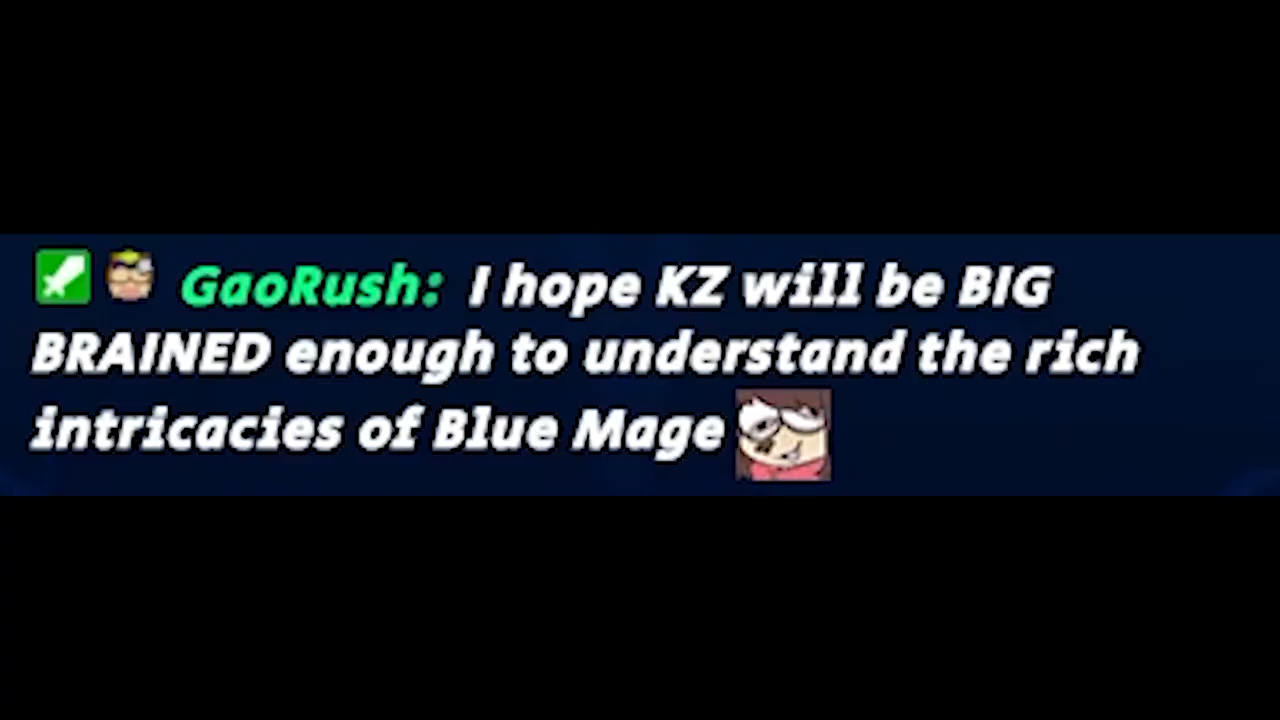 GaoRush: I hope KZ will be BIG
BRAINED enough to understand the rich
intricacies of Blue Mage